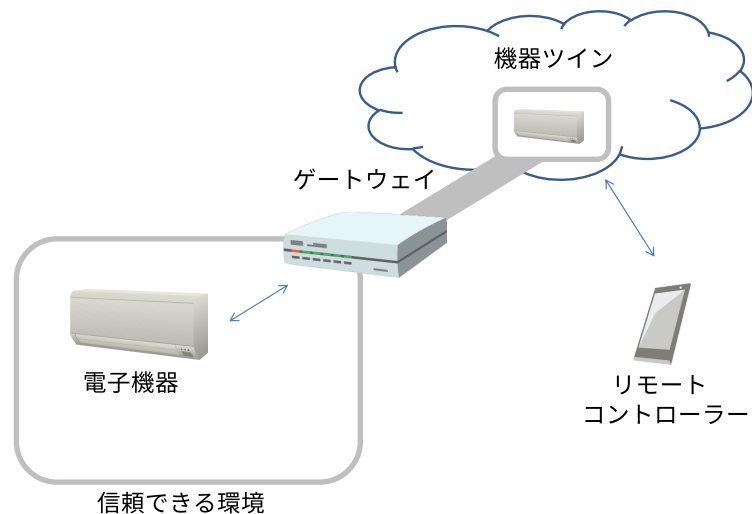 機器ツイン
ゲートウェイ
電子機器
リモート
コントローラー
信頼できる環境